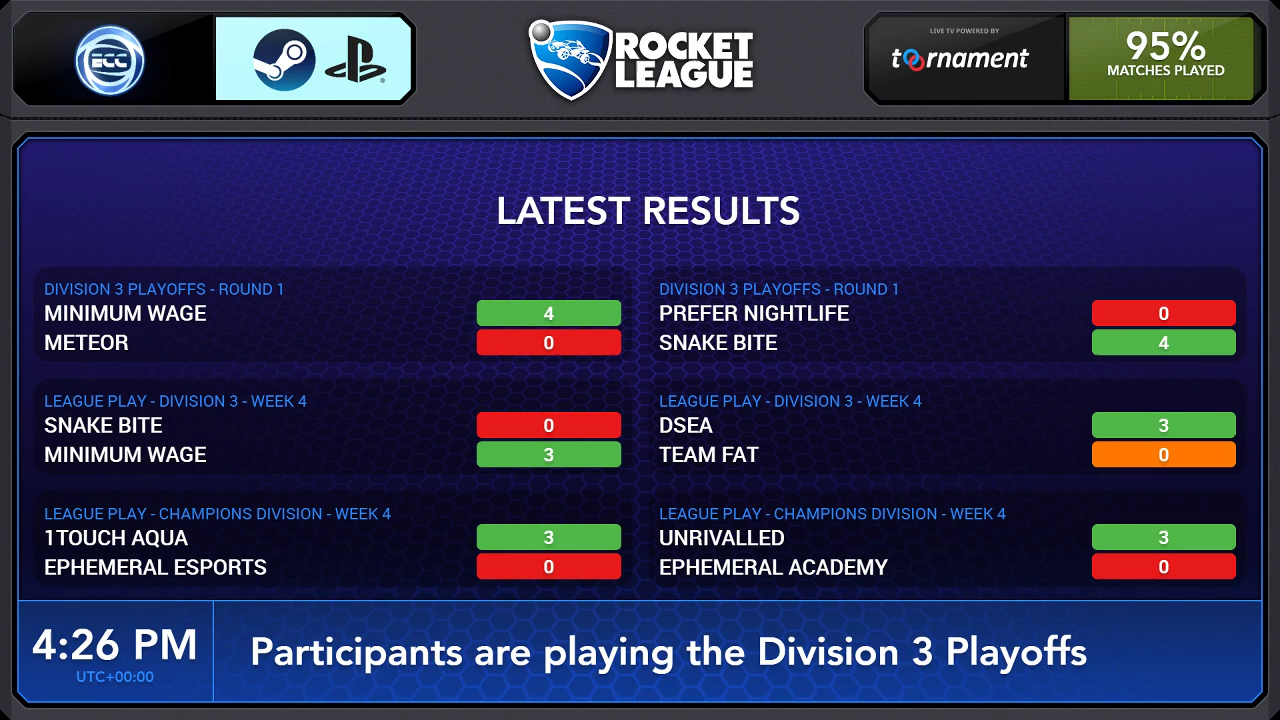 ECC
ROCKET
LEAGUE
LIVE TV POWERED BY
toornament
95%
MATCHES PLAYED
LATEST RESULTS
DIVISION 3 PLAYOFFS - ROUND 1
MINIMUM WAGE 4
METEOR 0
DIVISION 3 PLAYOFFS - ROUND 1
PREFER NIGHTLIFE 0
SNAKE BITE 4
LEAGUE PLAY - DIVISION 3 - WEEK 4
SNAKE BITE 0
MINIMUM WAGE 3
LEAGUE PLAY - DIVISION 3 - WEEK 4
DSEA 3
TEAM FAT 0
LEAGUE PLAY - CHAMPIONS DIVISION - WEEK 4
1TOUCH AQUA 3
EPHEMERAL ESPORTS 0
LEAGUE PLAY - CHAMPIONS DIVISION - WEEK 4
UNRIVALLED 3
EPHEMERAL ACADEMY 0
4:26 PM
UTC+00:00
Participants are playing the Division 3 Playoffs